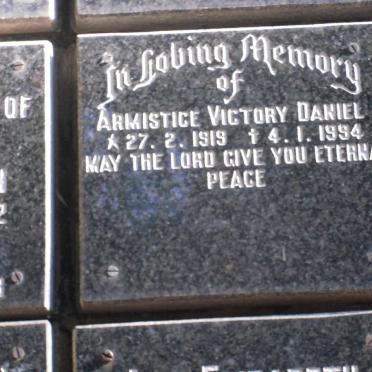 In Loving Memory
of
ARMISTICE VICTORY DANIEL
★ 27. 2. 1919 ✝ 4. 1. 1994
MAY THE LORD GIVE YOU ETERNA
PEACE
OF